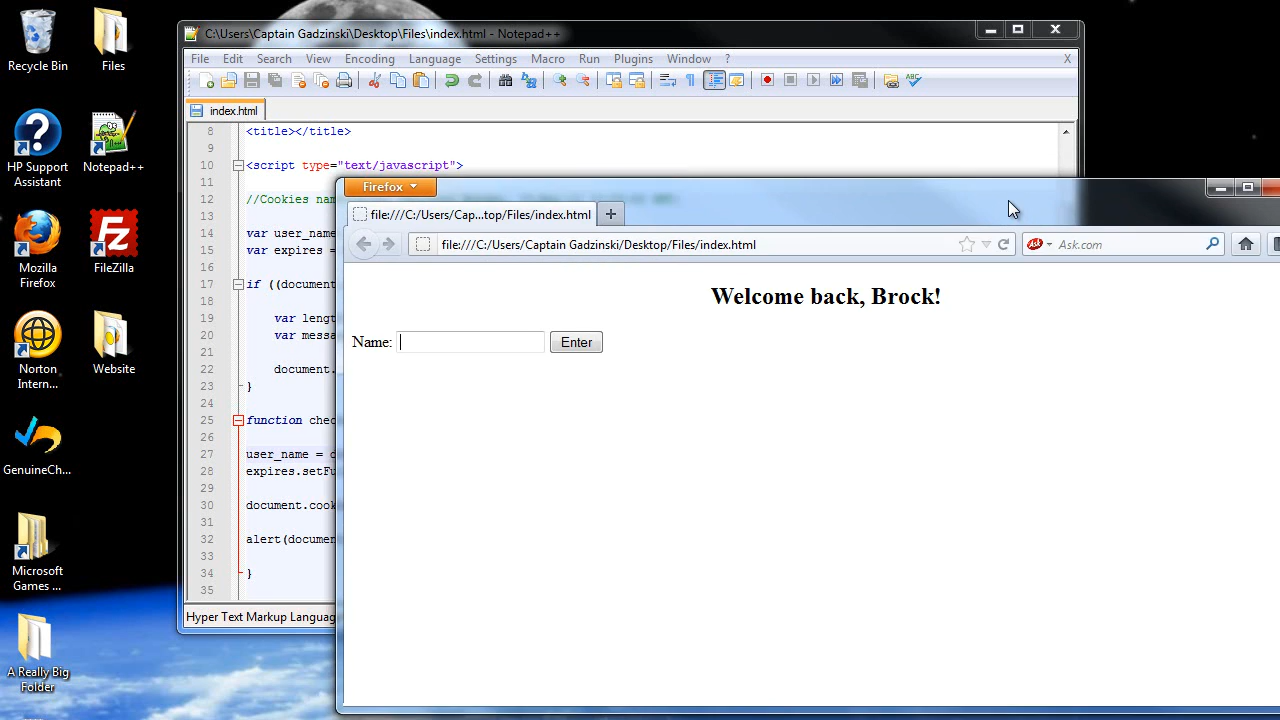 Recycle Bin
Files
HP Support
Assistant
Notepad++
Mozilla
Firefox
FileZilla
Norton
Intern...
Website
GenuineCh...
Microsoft
Games ...
A Really Big
Folder
C:\Users\Captain Gadzinski\Desktop\Files\index.html - Notepad++
File Edit Search View Encoding Language Settings Macro Run Plugins Window ? X
index.html
8 <title></title>
9
10 <script type="text/javascript">
11
12 //Cookies nam
13
14 var user_name
15 var expires =
16
17 if ((document
18
19 var leng
20 var messa
21
22 document.
23 }
24
25 function chec
26
27 user_name =
28 expires.setFu
29
30 document.cook
31
32 alert(documen
33
34 }
35
Hyper Text Markup Languag
Firefox
file:///C:/Users/Cap...top/Files/index.html
file:///C:/Users/Captain Gadzinski/Desktop/Files/index.html
Ask Ask.com
Welcome back, Brock!
Name: Enter